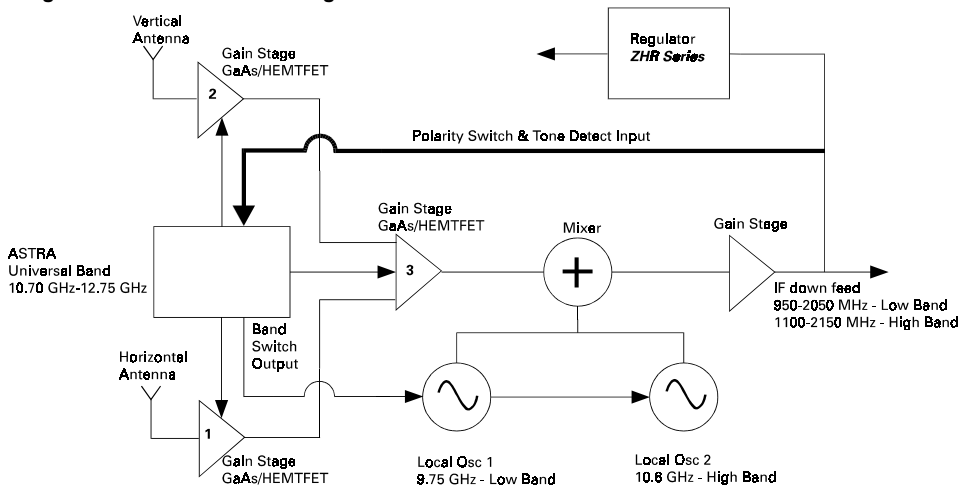 Vertical
Antenna
Gain Stage
GaAs/HEMTFET
2
Regulator
ZHR Series
Polarity Switch & Tone Detect Input
Gain Stage
GaAs/HEMTFET
3
Mixer
+
Gain Stage
ASTRA
Universal Band
10.70 GHz-12.75 GHz
IF down feed
950-2050 MHz - Low Band
1100-2150 MHz - High Band
Band
Switch
Output
Horizontal
Antenna
1
Gain Stage
GaAs/HEMTFET
Local Osc 1
9.75 GHz - Low Band
Local Osc 2
10.6 GHz - High Band